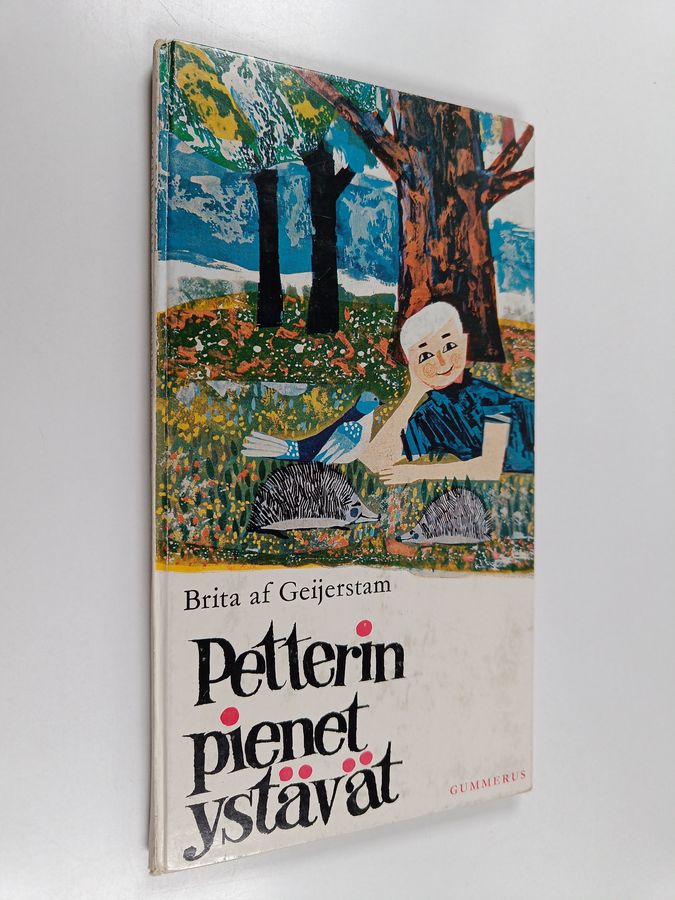 Brita af Geijerstam
Petterin
pienet
ystävät
GUMMERUS